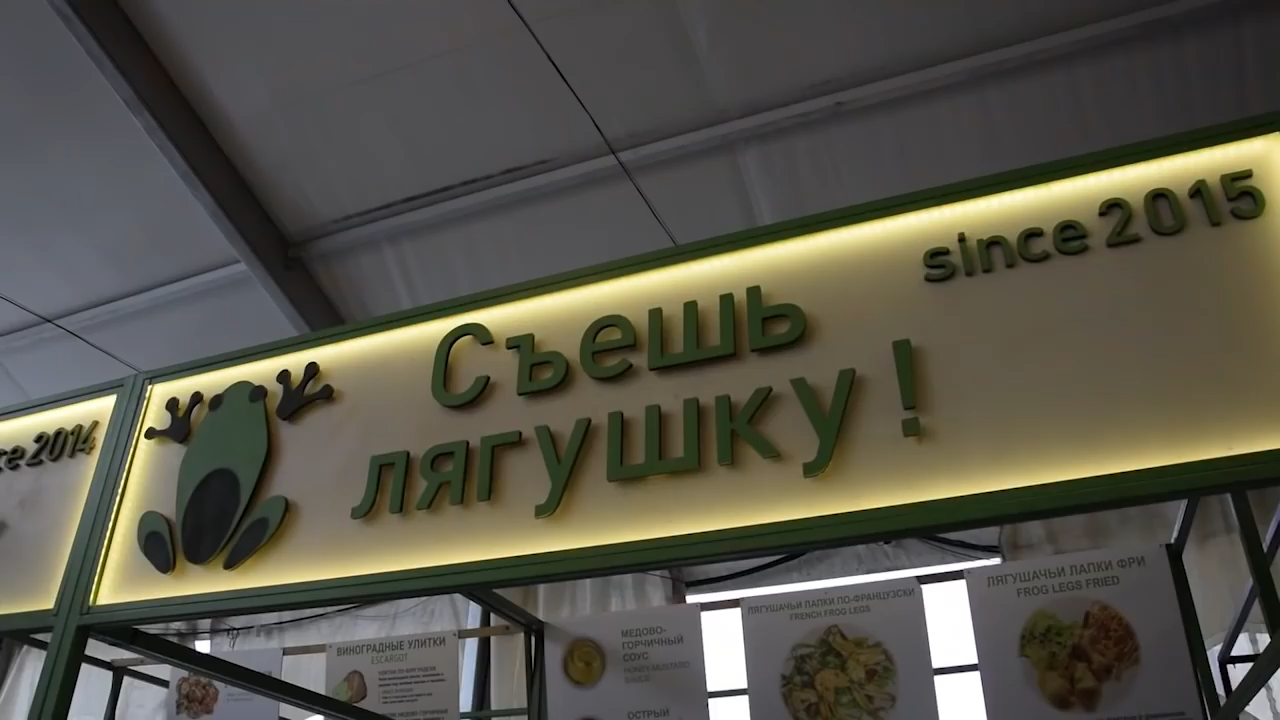 Съешь
лягушку!
since 2015
2014
ВИНОГРАДНЫЕ УЛИТКИ
ESCARGOT
МЕДОВО-
ГОРЧИЧНЫЙ
СОУС
HONEY-MUSTARD
SAUCE
ОСТРЫЙ
ЛЯГУШАЧЬИ ЛАПКИ ПО-ФРАНЦУЗСКИ
FRENCH FROG LEGS
ЛЯГУШАЧЬИ ЛАПКИ ФРИ
FROG LEGS FRIED